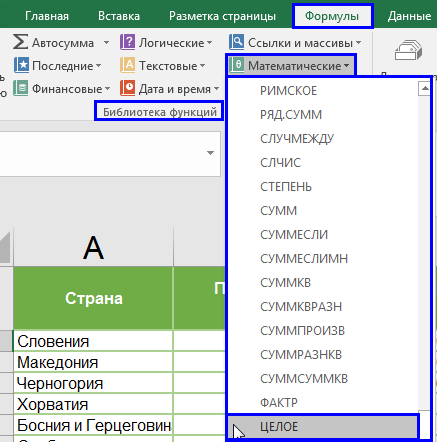 Главная Вставка Разметка страницы Формулы Данные
Автосумма Логические Ссылки и массивы
Последние Текстовые Математические
Финансовые Дата и время
Библиотека функций
РИМСКОЕ
РЯД.СУММ
СЛУЧМЕЖДУ
СЛЧИС
СТЕПЕНЬ
СУММ
СУММЕСЛИ
СУММЕСЛИМН
СУММКВ
СУММКВРАЗН
СУММПРОИЗВ
СУММРАЗНКВ
СУММСУММКВ
ФАКТР
ЦЕЛОЕ
A
Страна
Словения
Македония
Черногория
Хорватия
Босния и Герцеговин